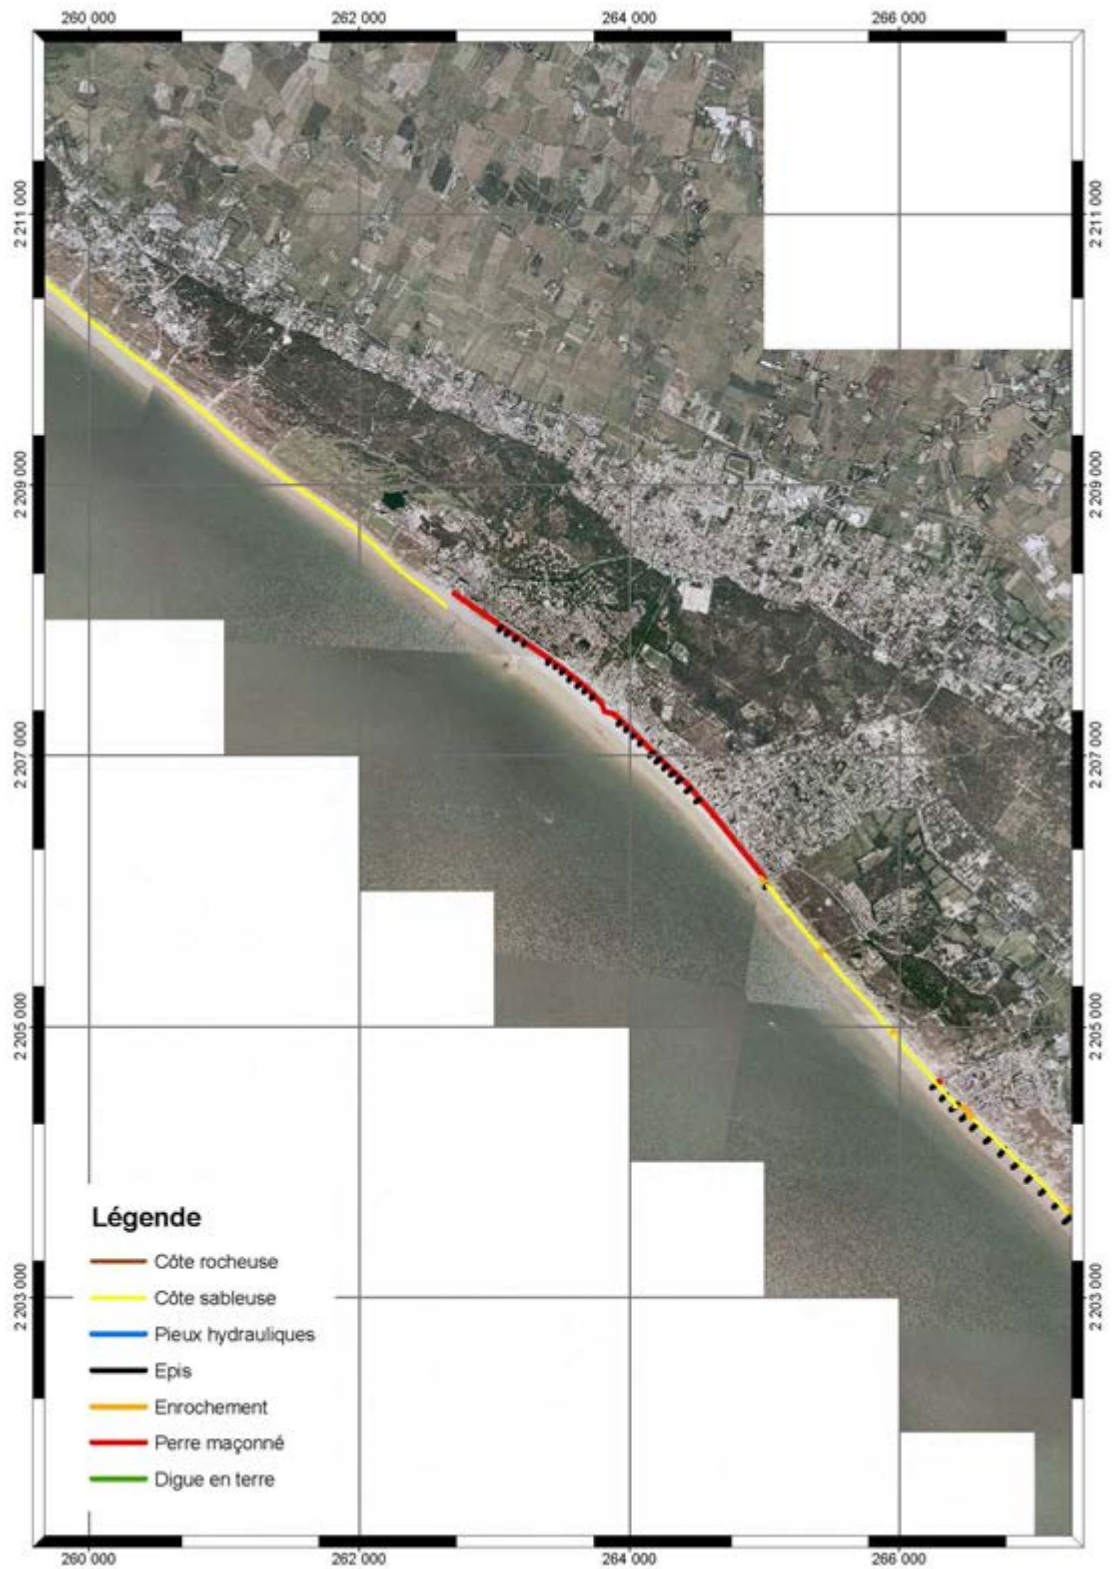 260 000 262 000 264 000 266 000
2 211 000 2 211 000
2 209 000 2 209 000
2 207 000 2 207 000
2 205 000 2 205 000
2 203 000 2 203 000
Légende
Côte rocheuse
Côte sableuse
Pieux hydrauliques
Epis
Enrochement
Perre maçonné
Digue en terre
260 000 262 000 264 000 266 000